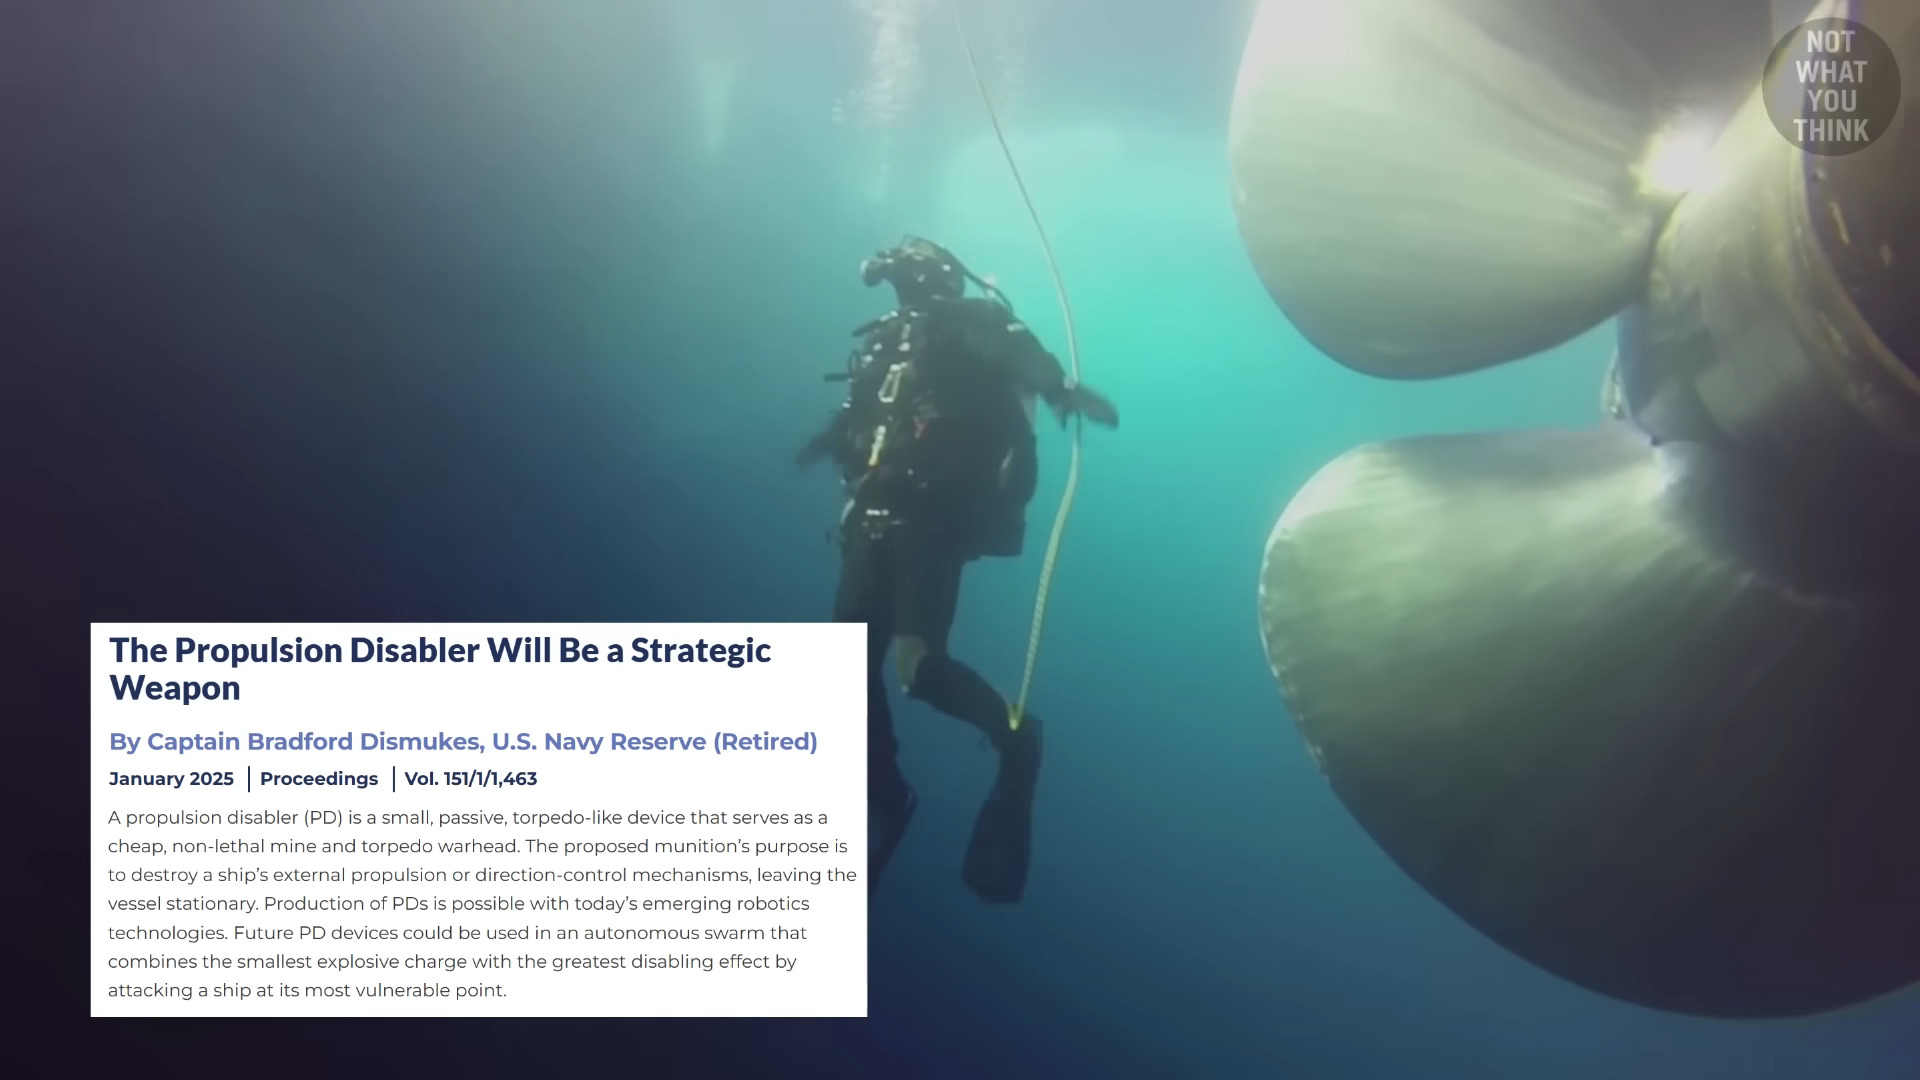 NOT
WHAT
YOU
THINK
The Propulsion Disabler Will Be a Strategic
Weapon
By Captain Bradford Dismukes, U.S. Navy Reserve (Retired)
January 2025 | Proceedings | Vol. 151/1/1,463
A propulsion disabler (PD) is a small, passive, torpedo-like device that serves as a
cheap, non-lethal mine and torpedo warhead. The proposed munition’s purpose is
to destroy a ship’s external propulsion or direction-control mechanisms, leaving the
vessel stationary. Production of PDs is possible with today’s emerging robotics
technologies. Future PD devices could be used in an autonomous swarm that
combines the smallest explosive charge with the greatest disabling effect by
attacking a ship at its most vulnerable point.